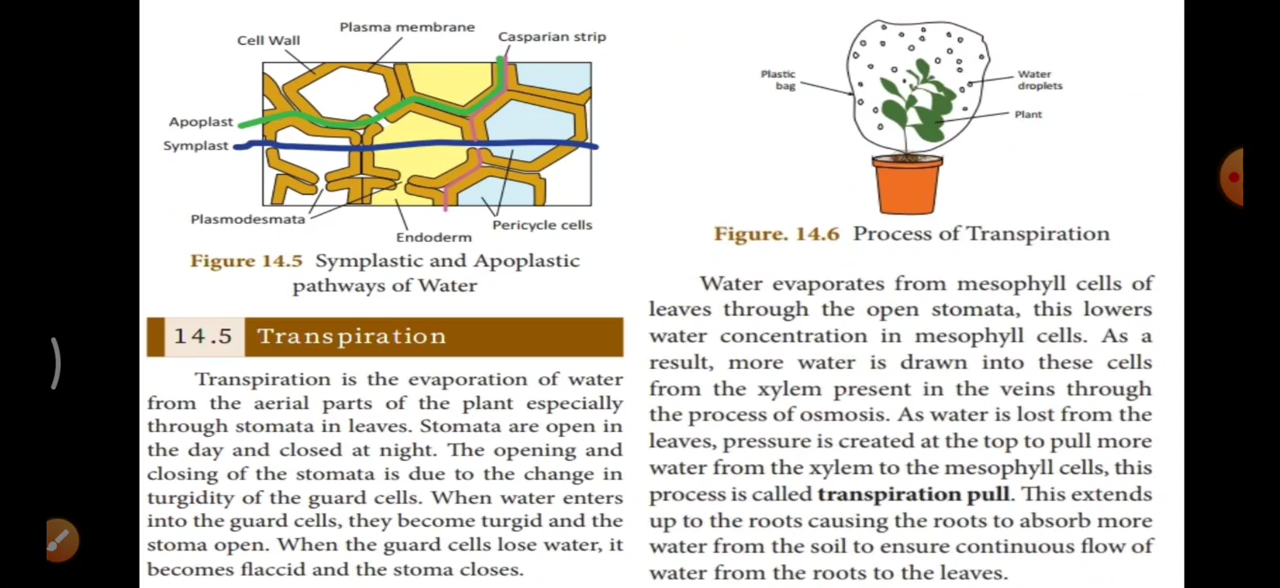 Plasma membrane
Cell Wall
Casparian strip
Apoplast
Symplast
Plasmodesmata
Endoderm
Pericycle cells
Figure 14.5 Symplastic and Apoplastic
pathways of Water
14.5 Transpiration
Transpiration is the evaporation of water
from the aerial parts of the plant especially
through stomata in leaves. Stomata are open in
the day and closed at night. The opening and
closing of the stomata is due to the change in
turgidity of the guard cells. When water enters
into the guard cells, they become turgid and the
stoma open. When the guard cells lose water, it
becomes flaccid and the stoma closes.
Plastic
bag
Water
droplets
Plant
Figure. 14.6 Process of Transpiration
Water evaporates from mesophyll cells of
leaves through the open stomata, this lowers
water concentration in mesophyll cells. As a
result, more water is drawn into these cells
from the xylem present in the veins through
the process of osmosis. As water is lost from the
leaves, pressure is created at the top to pull more
water from the xylem to the mesophyll cells, this
process is called transpiration pull. This extends
up to the roots causing the roots to absorb more
water from the soil to ensure continuous flow of
water from the roots to the leaves.